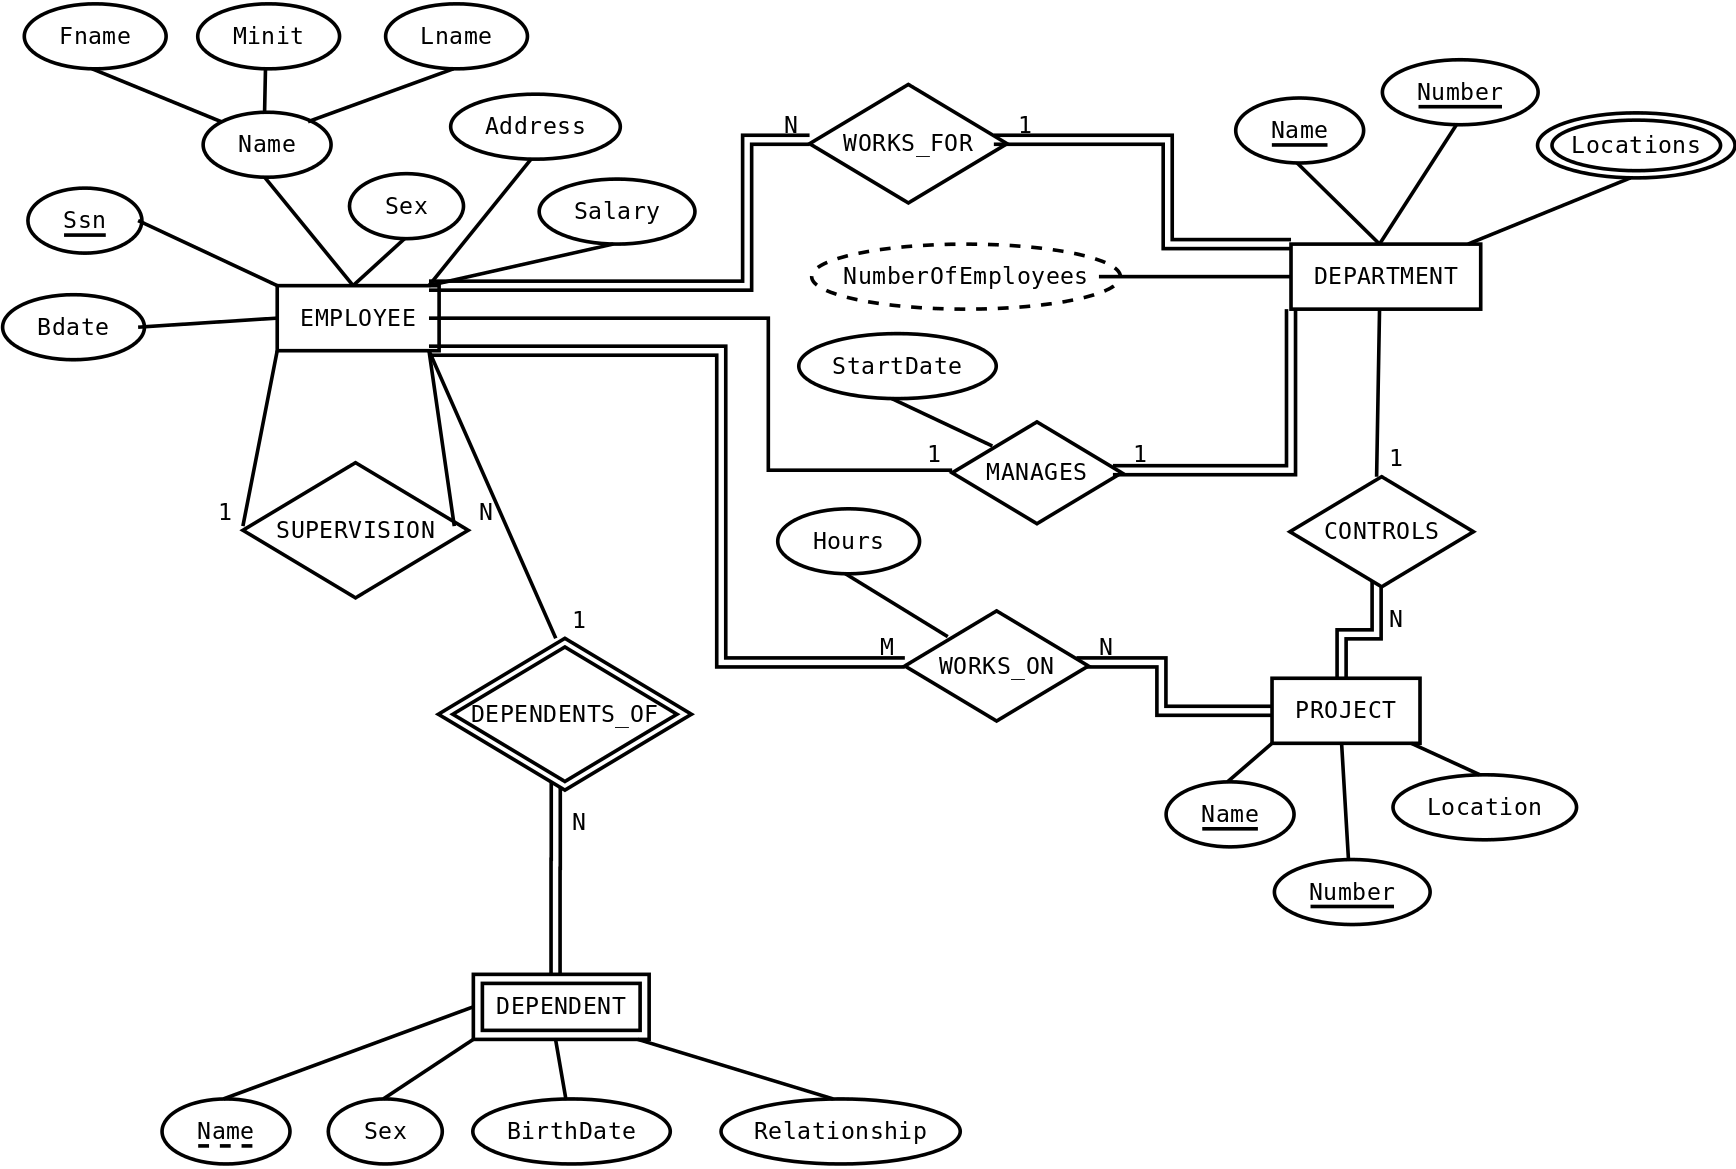 Fname
Minit
Lname
Name
Address
Sex
Salary
Ssn
Bdate
EMPLOYEE
N
WORKS_FOR
1
Name
Number
Locations
NumberOfEmployees
DEPARTMENT
StartDate
1
MANAGES
1
1
SUPERVISION
N
Hours
1
CONTROLS
N
1
DEPENDENTS_OF
N
M
WORKS_ON
N
PROJECT
Name
Number
Location
DEPENDENT
Name
Sex
BirthDate
Relationship